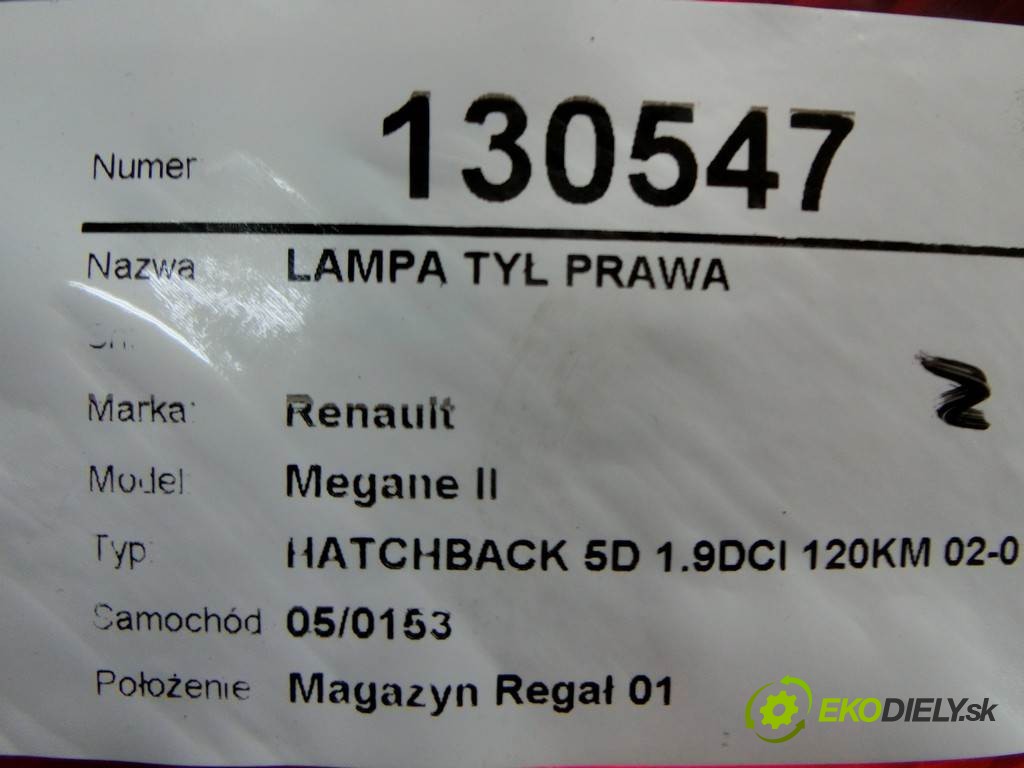 Numer 130547
Nazwa LAMPA TYŁ PRAWA
Marka: Renault
Model Megane II
Typ: HATCHBACK 5D 1.9DCI 120KM 02-0
Samochód 05/0153
Położenie Magazyn Regał 01
EKODIELY.sk